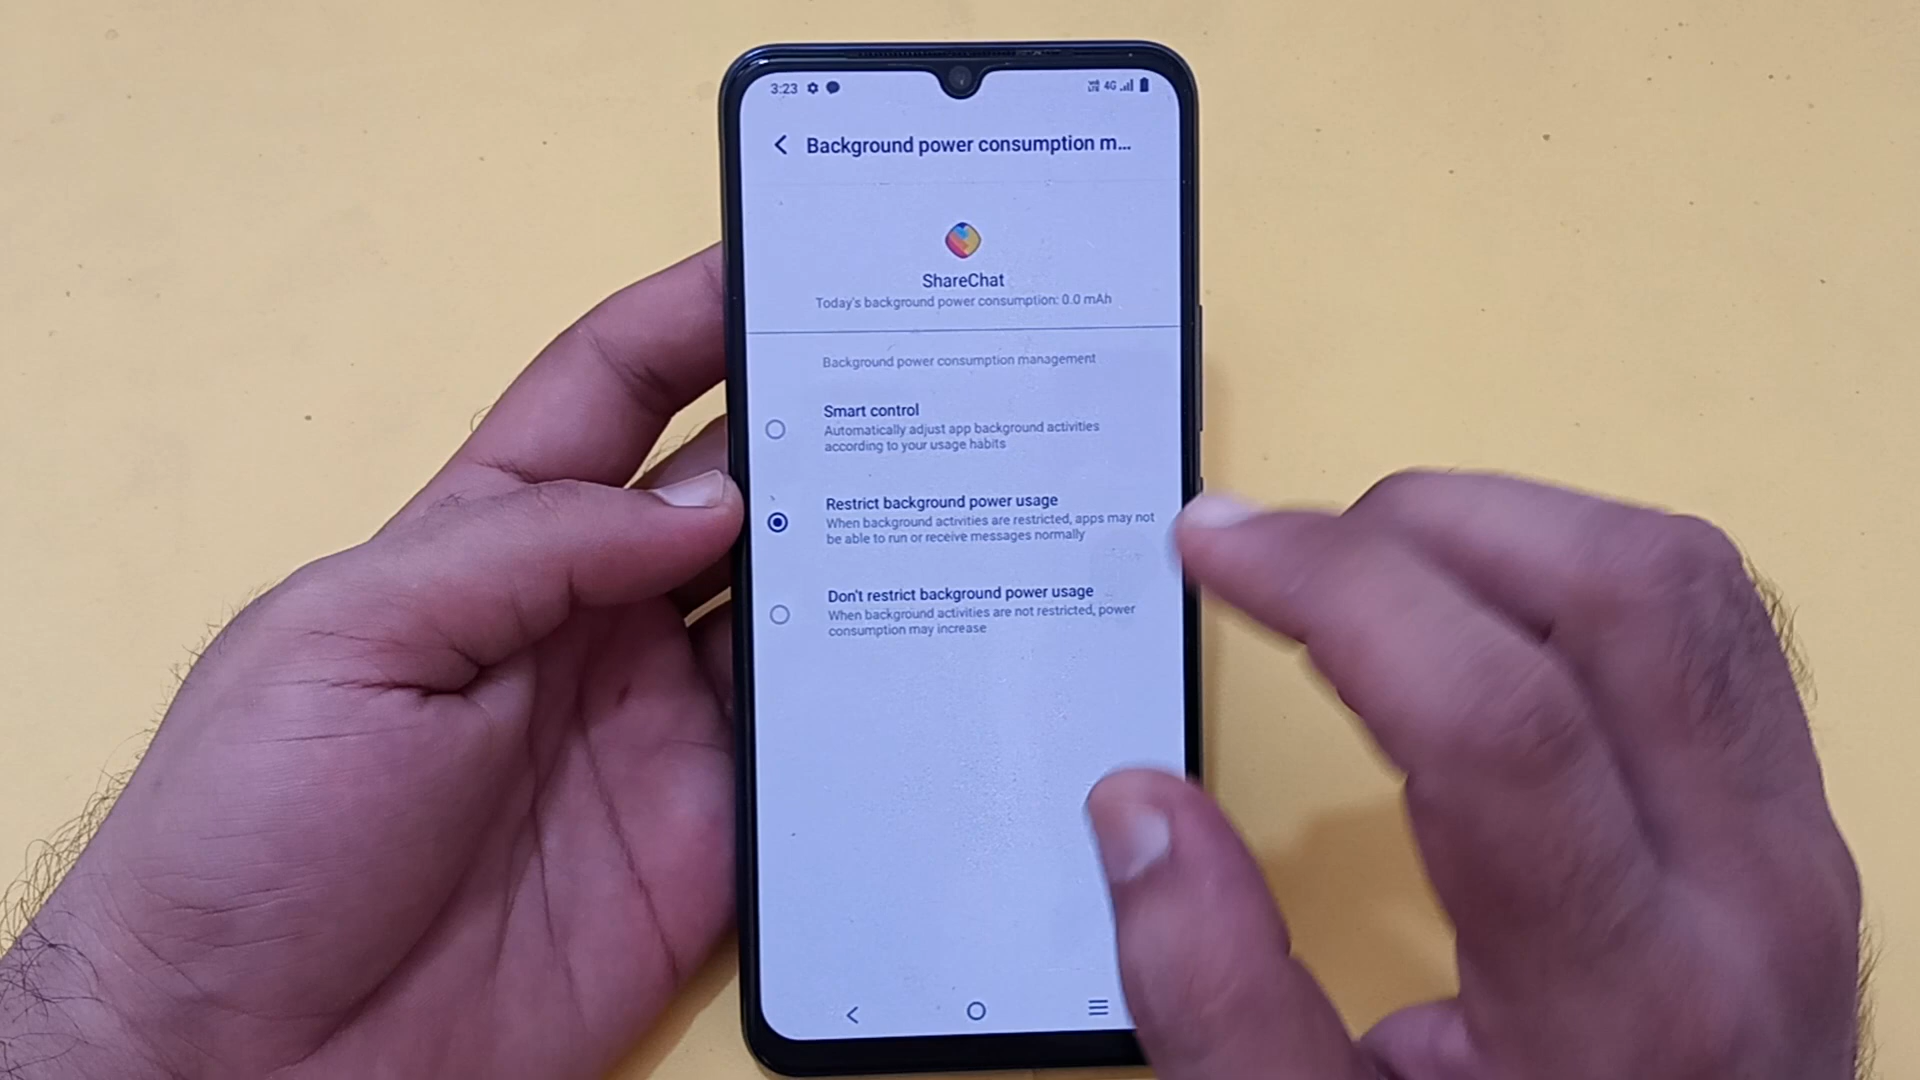 3:23 4G
Background power consumption m...
ShareChat
Today's background power consumption: 0.0 mAh
Background power consumption management
Smart control
Automatically adjust app background activities
according to your usage habits
Restrict background power usage
When background activities are restricted, apps may not
be able to run or receive messages normally
Don't restrict background power usage
When background activities are not restricted, power
consumption may increase